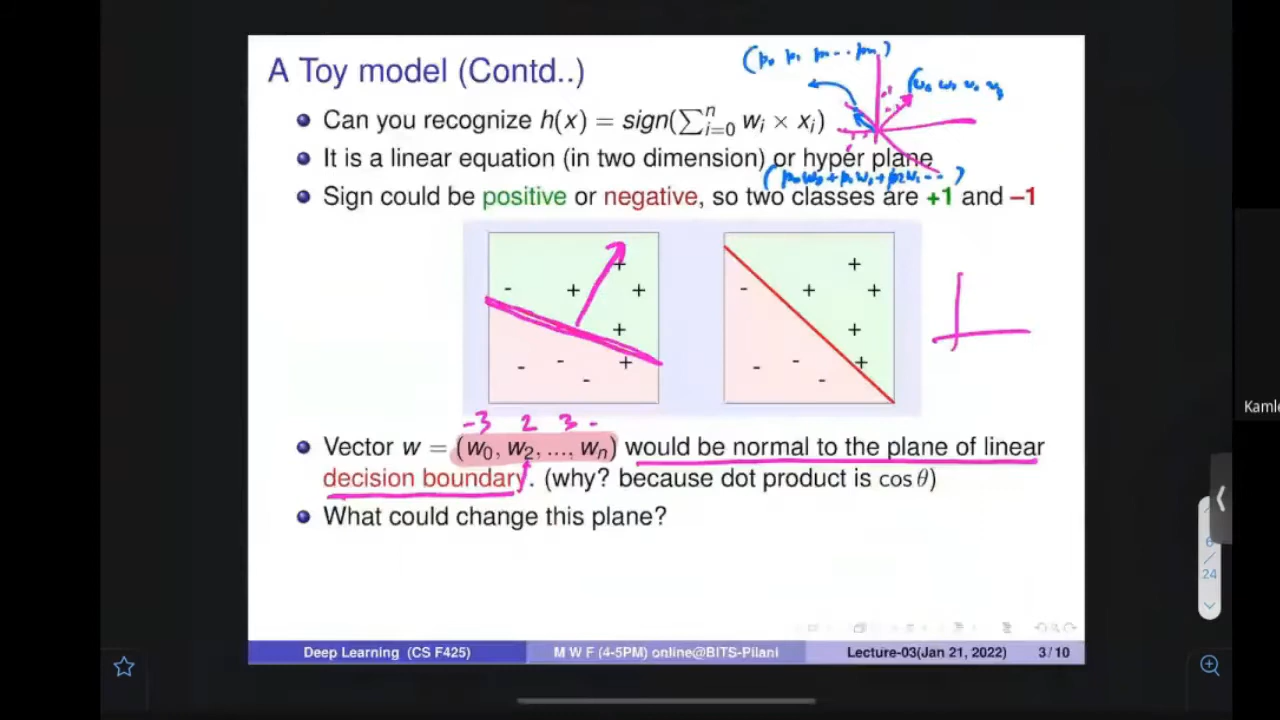 A Toy model (Contd..)
Can you recognize h(x) = sign(∑ⁿᵢ₌₀ wᵢ × xᵢ)
It is a linear equation (in two dimension) or hyper plane
Sign could be positive or negative, so two classes are +1 and –1
-3 2 3 -
Vector w = (w₀, w₂, ..., wₙ) would be normal to the plane of linear
decision boundary. (why? because dot product is cos θ)
What could change this plane?
Deep Learning (CS F425)
M W F (4-5PM) online@BITS-Pilani
Lecture-03(Jan 21, 2022)
3 / 10
6
/
24